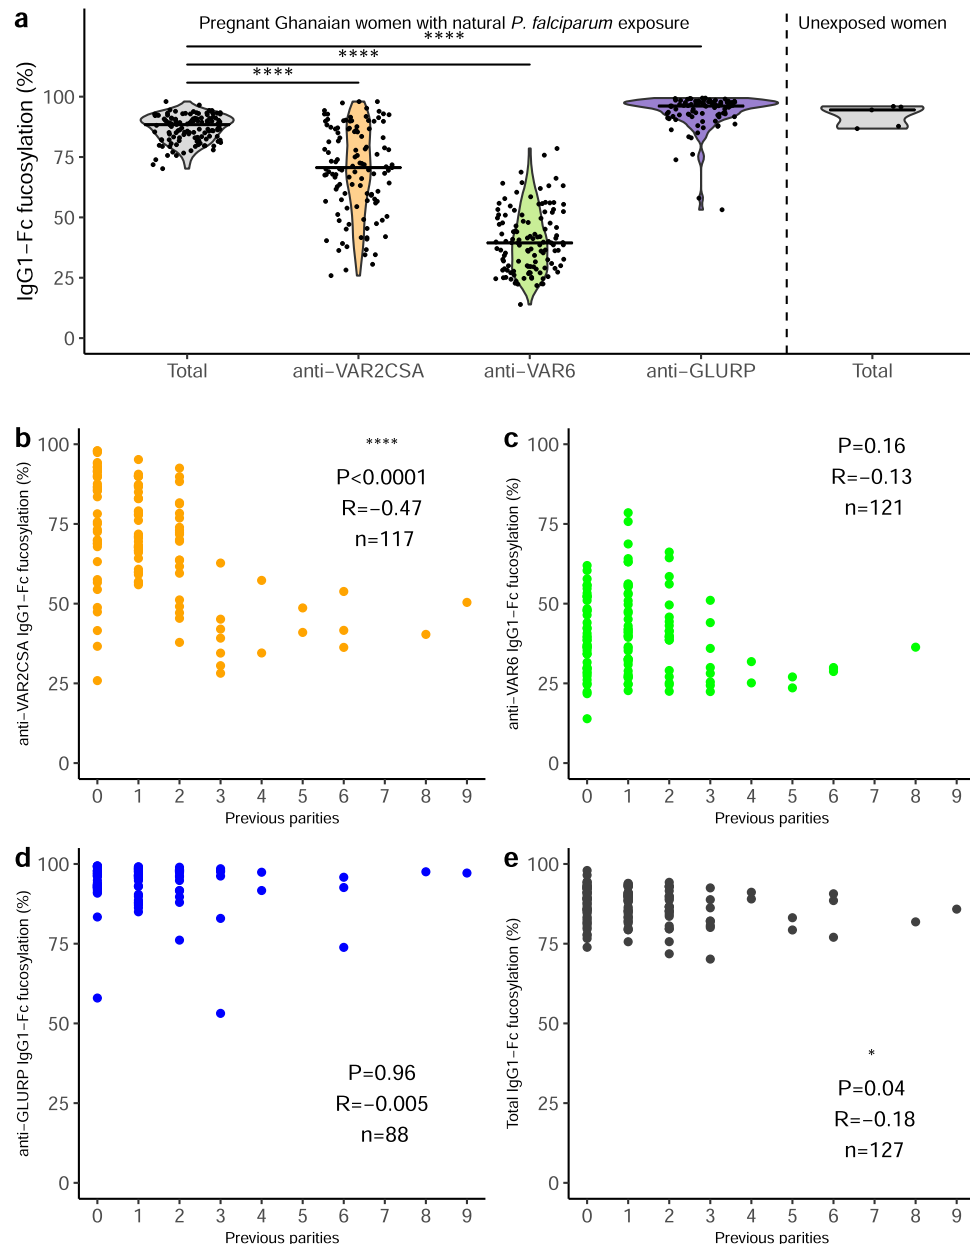 a
Pregnant Ghanaian women with natural P. falciparum exposure
Unexposed women
****
****
****
IgG1−Fc fucosylation (%)
100
75
50
25
0
Total
anti−VAR2CSA
anti−VAR6
anti−GLURP
Total
b
anti−VAR2CSA IgG1−Fc fucosylation (%)
100
75
50
25
0
****
P<0.0001
R=−0.47
n=117
0 1 2 3 4 5 6 7 8 9
Previous parities
c
anti−VAR6 IgG1−Fc fucosylation (%)
100
75
50
25
0
P=0.16
R=−0.13
n=121
0 1 2 3 4 5 6 7 8 9
Previous parities
d
anti−GLURP IgG1−Fc fucosylation (%)
100
75
50
25
0
P=0.96
R=−0.005
n=88
0 1 2 3 4 5 6 7 8 9
Previous parities
e
Total IgG1−Fc fucosylation (%)
100
75
50
25
0
*
P=0.04
R=−0.18
n=127
0 1 2 3 4 5 6 7 8 9
Previous parities